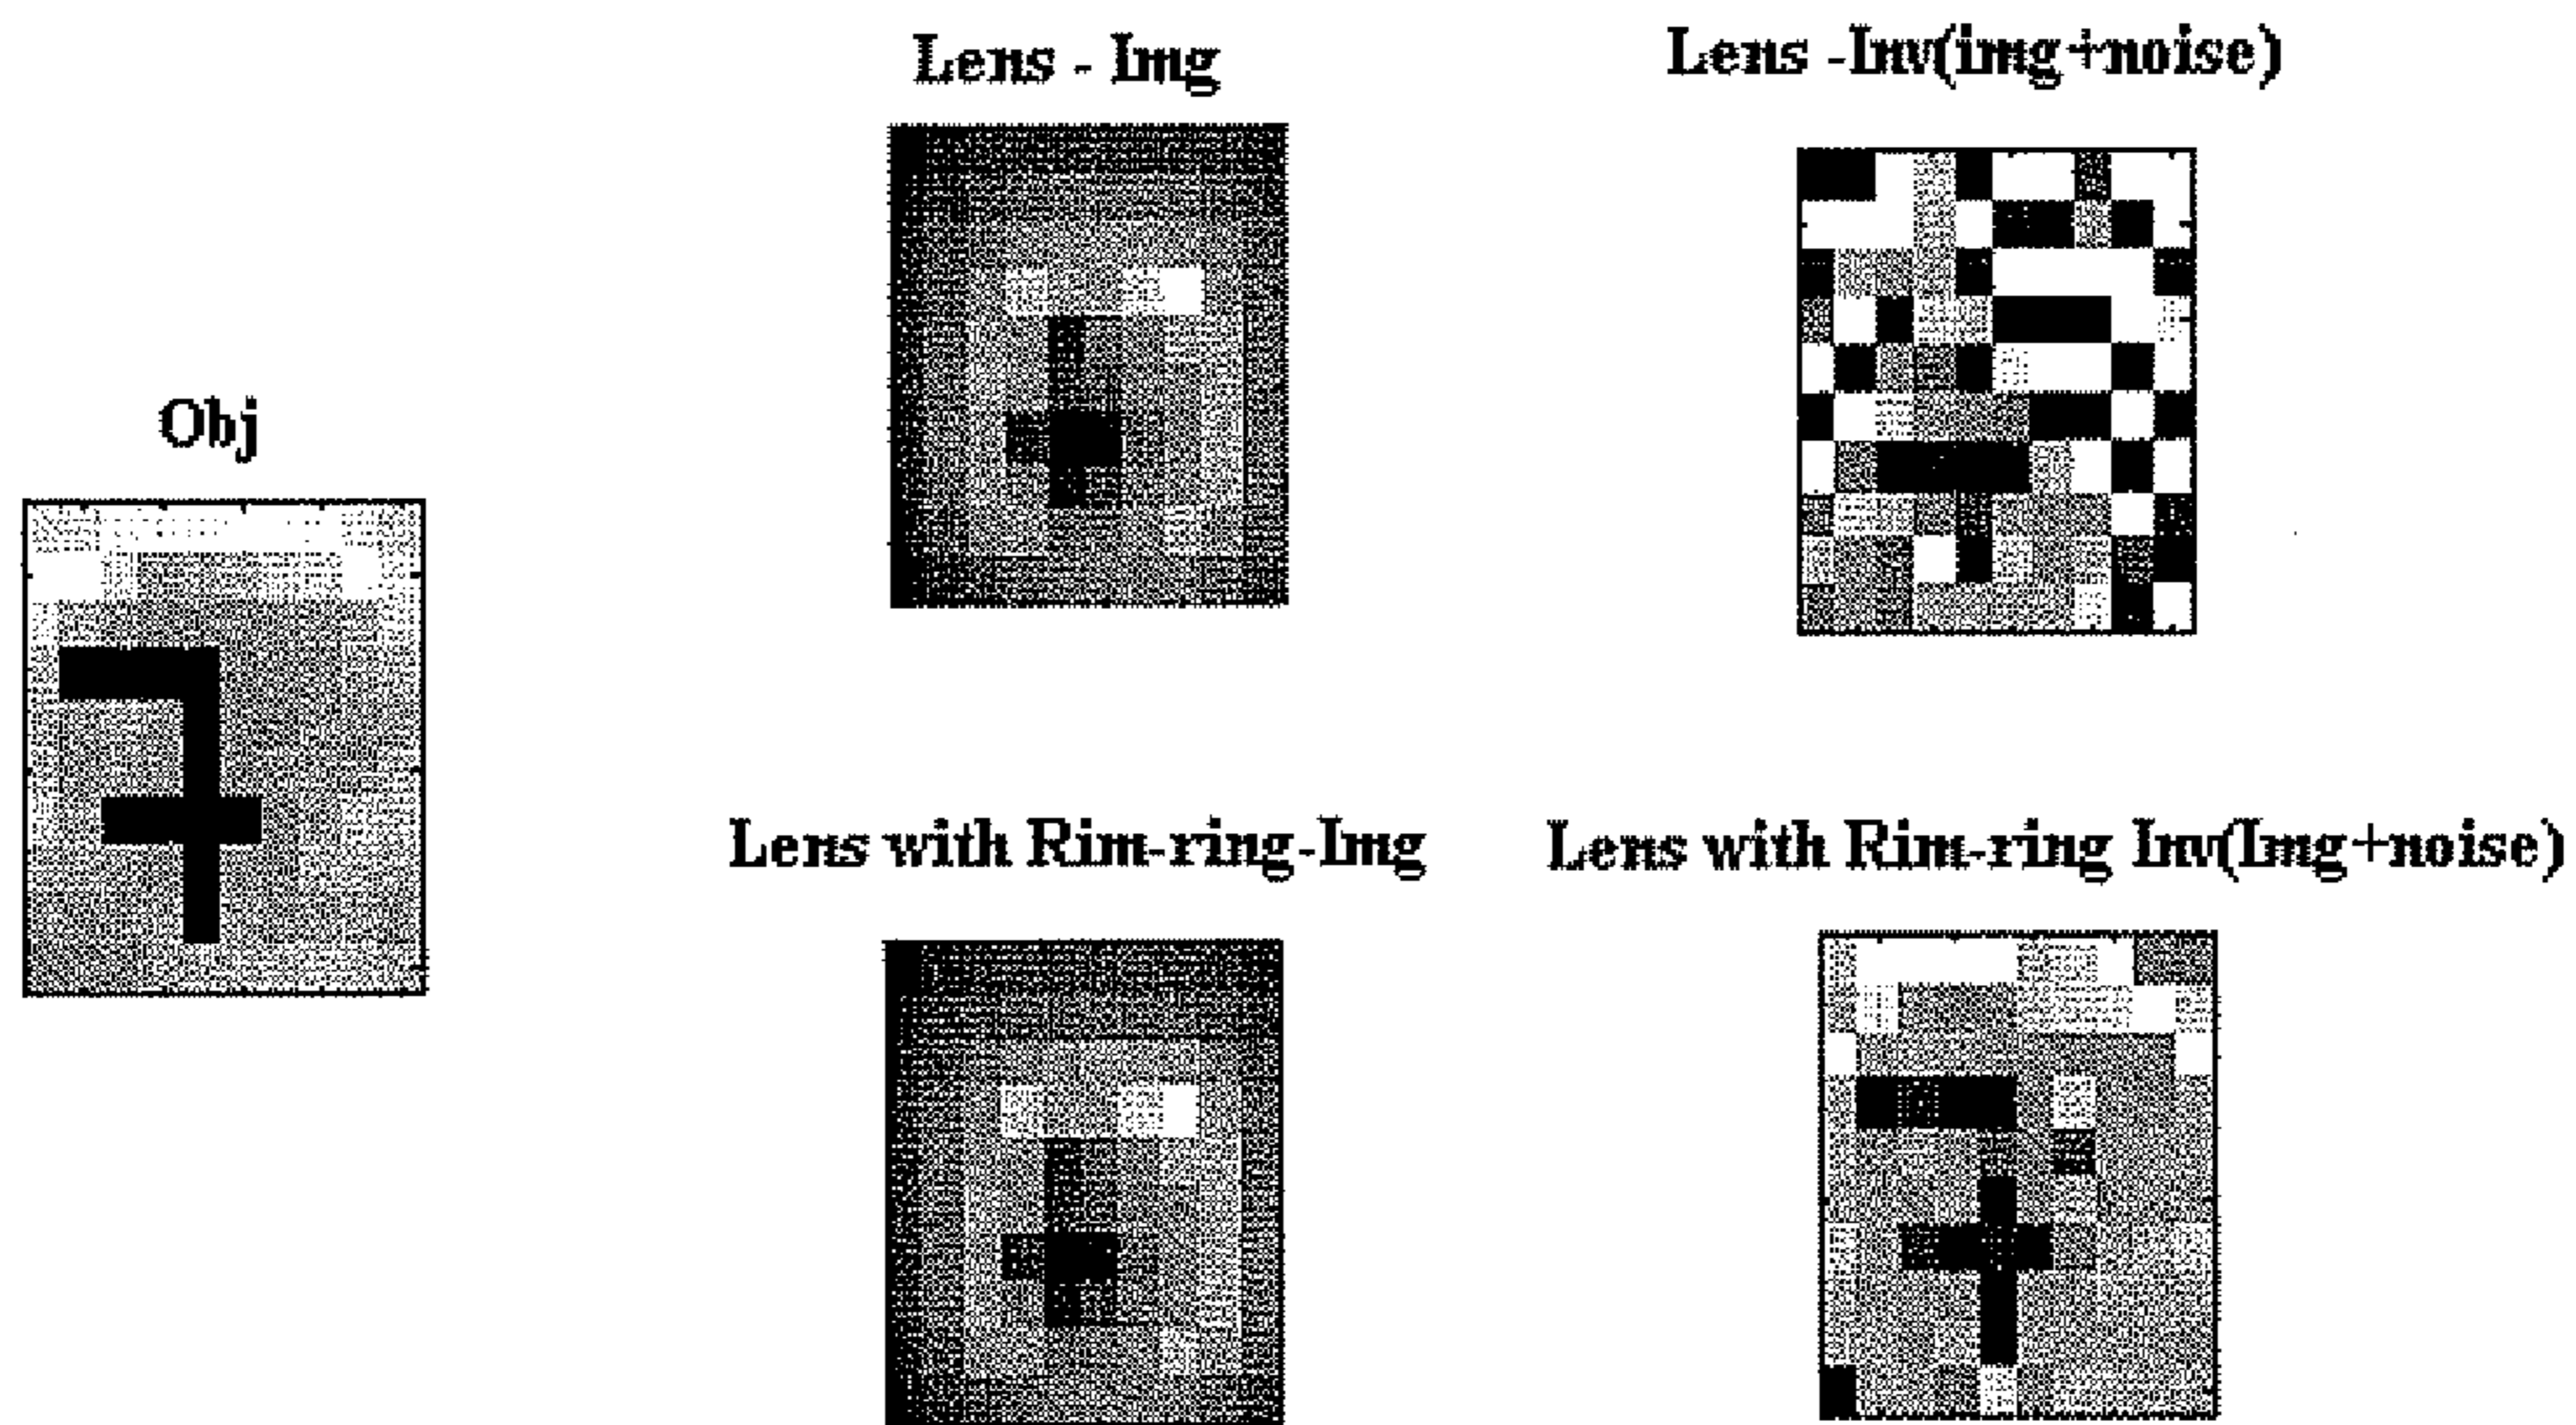 Lens - Img
Lens -Inv(img+noise)
Obj
Lens with Rim-ring-Img
Lens with Rim-ring Inv(Img+noise)